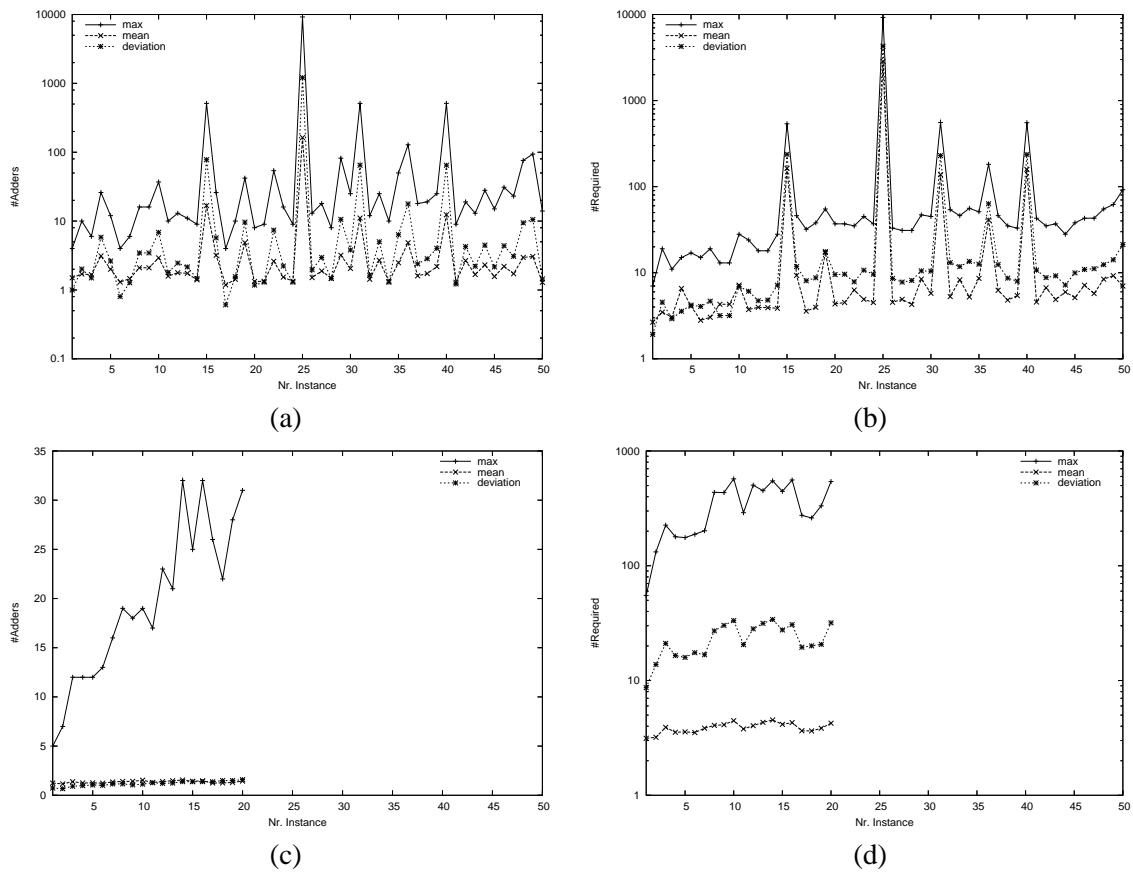 10000
1000
100
10
1
0.1
#Adders
max
mean
deviation
5 10 15 20 25 30 35 40 45 50
Nr. Instance
(a)
10000
1000
100
10
1
#Required
max
mean
deviation
5 10 15 20 25 30 35 40 45 50
Nr. Instance
(b)
35
30
25
20
15
10
5
0
#Adders
max
mean
deviation
5 10 15 20 25 30 35 40 45 50
Nr. Instance
(c)
1000
100
10
1
#Required
max
mean
deviation
5 10 15 20 25 30 35 40 45 50
Nr. Instance
(d)